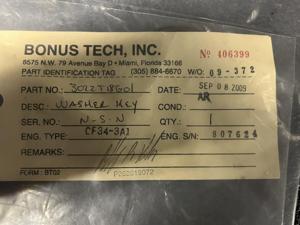 BONUS TECH, INC. Nº 406399
8575 N.W. 79 Avenue Bay D • Miami, Florida 33166
PART IDENTIFICATION TAG (305) 884-6670 W/O: 09-372
PART NO.: 3022T18G01 DATE: SEP 08 2009
DESC.: WASHER KEY COND.: AR
SER. NO.: N-S-N QTY.: 1
ENG. TYPE: CF34-3A1 ENG. S/N: 807624
REMARKS:
FORM: BT02